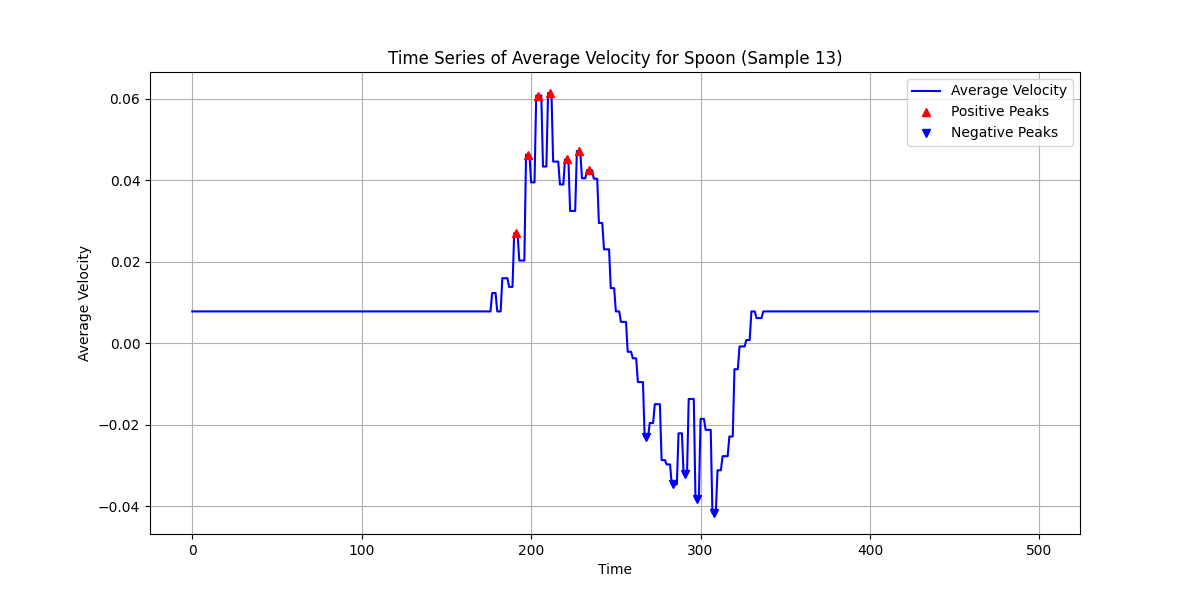 Time Series of Average Velocity for Spoon (Sample 13)
Average Velocity
Positive Peaks
Negative Peaks
Average Velocity
0.06
0.04
0.02
0.00
−0.02
−0.04
0 100 200 300 400 500
Time